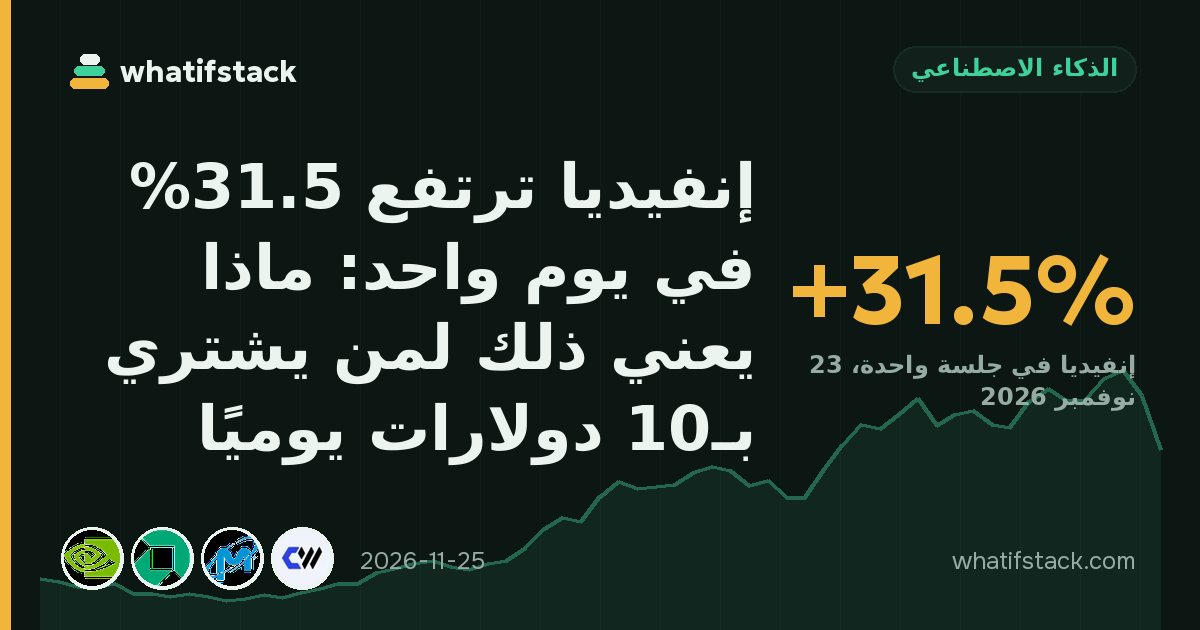 whatifstack
الذكاء الاصطناعي
إنفيديا ترتفع 31.5%
في يوم واحد: ماذا
يعني ذلك لمن يشتري
بـ10 دولارات يوميًا
+31.5%
إنفيديا في جلسة واحدة، 23
نوفمبر 2026
2026-11-25
whatifstack.com